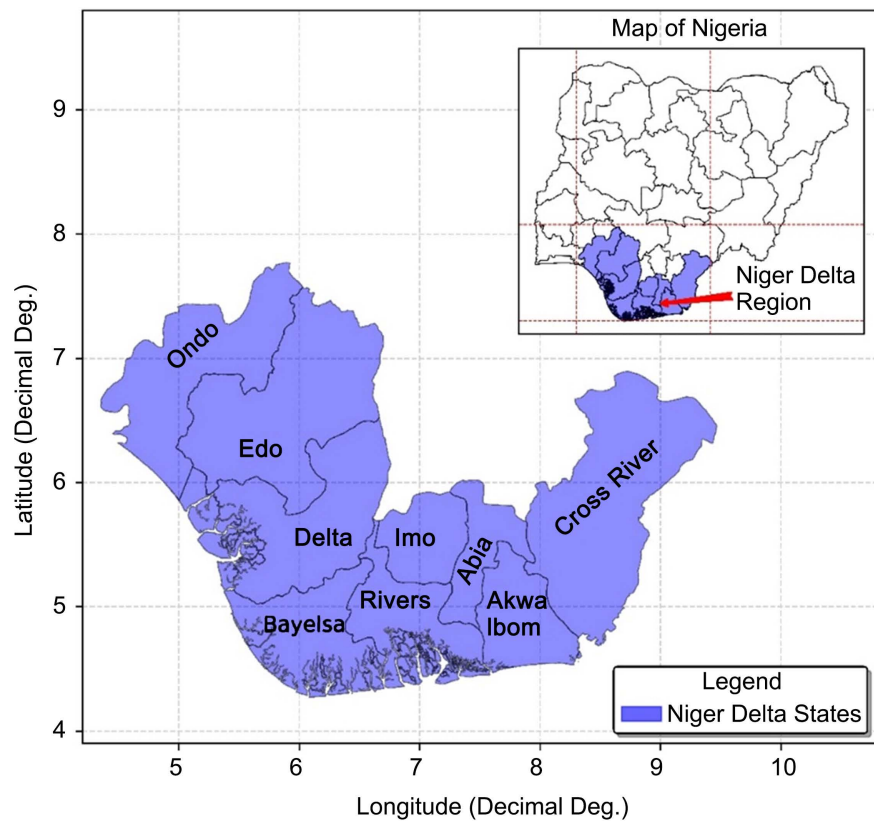 Map of Nigeria
Niger Delta
Region
9
8
7
6
5
4
Latitude (Decimal Deg.)
Ondo
Edo
Delta
Imo
Abia
Cross River
Rivers
Bayelsa
Akwa
Ibom
Legend
Niger Delta States
5
6
7
8
9
10
Longitude (Decimal Deg.)